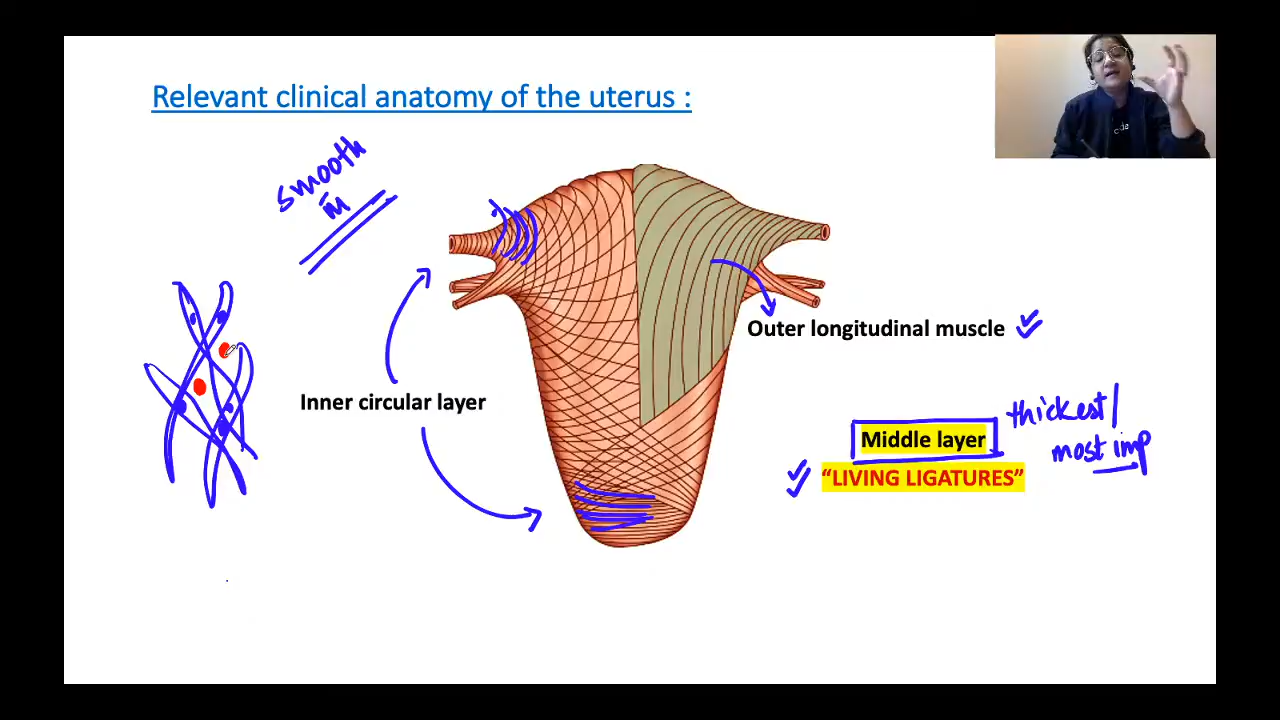 Relevant clinical anatomy of the uterus :
smooth
m
Outer longitudinal muscle
Inner circular layer
Middle layer
thickest/
most imp
“LIVING LIGATURES”